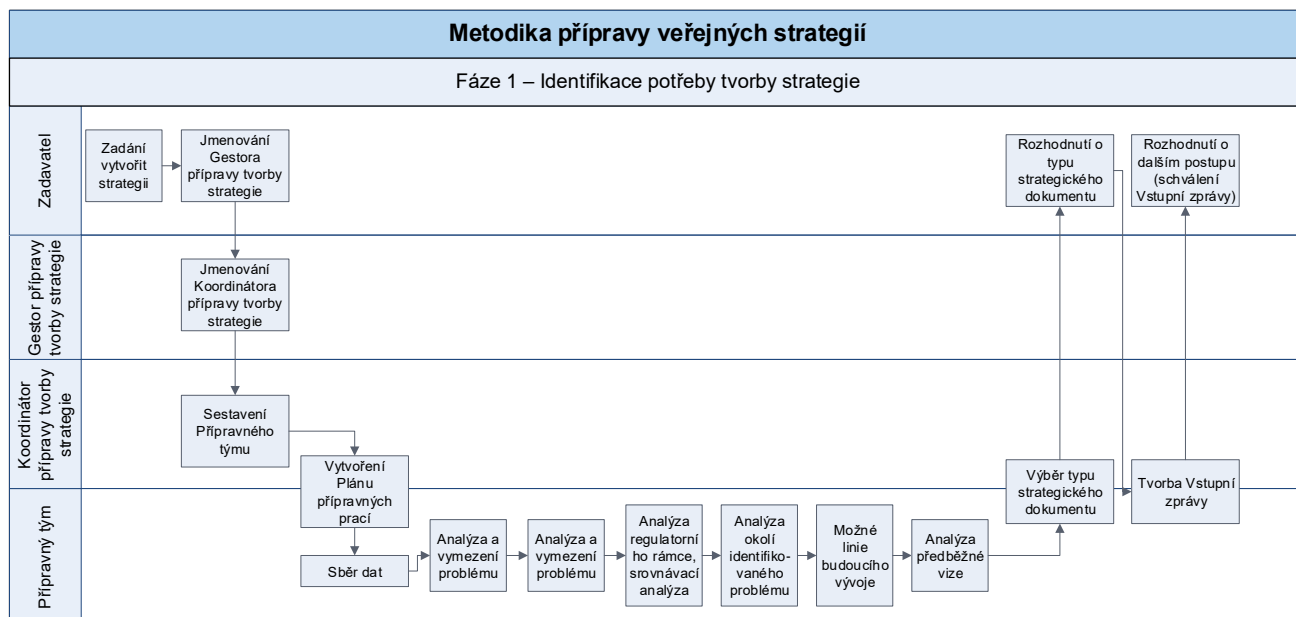 Metodika přípravy veřejných strategií
Fáze 1 – Identifikace potřeby tvorby strategie
Zadavatel
Zadání
vytvořit
strategii
Jmenování
Gestora
přípravy tvorby
strategie
Rozhodnutí o
typu
strategického
dokumentu
Rozhodnutí o
dalším postupu
(schválení
Vstupní zprávy)
Gestor přípravy
tvorby strategie
Jmenování
Koordinátora
přípravy tvorby
strategie
Koordinátor
přípravy tvorby
strategie
Sestavení
Přípravného
týmu
Vytvoření
Plánu
přípravných
prací
Výběr typu
strategického
dokumentu
Tvorba Vstupní
zprávy
Přípravný tým
Sběr dat
Analýza a
vymezení
problému
Analýza a
vymezení
problému
Analýza
regulatorní
ho rámce,
srovnávací
analýza
Analýza
okolí
identifiko-
vaného
problému
Možné
linie
budoucího
vývoje
Analýza
předběžné
vize